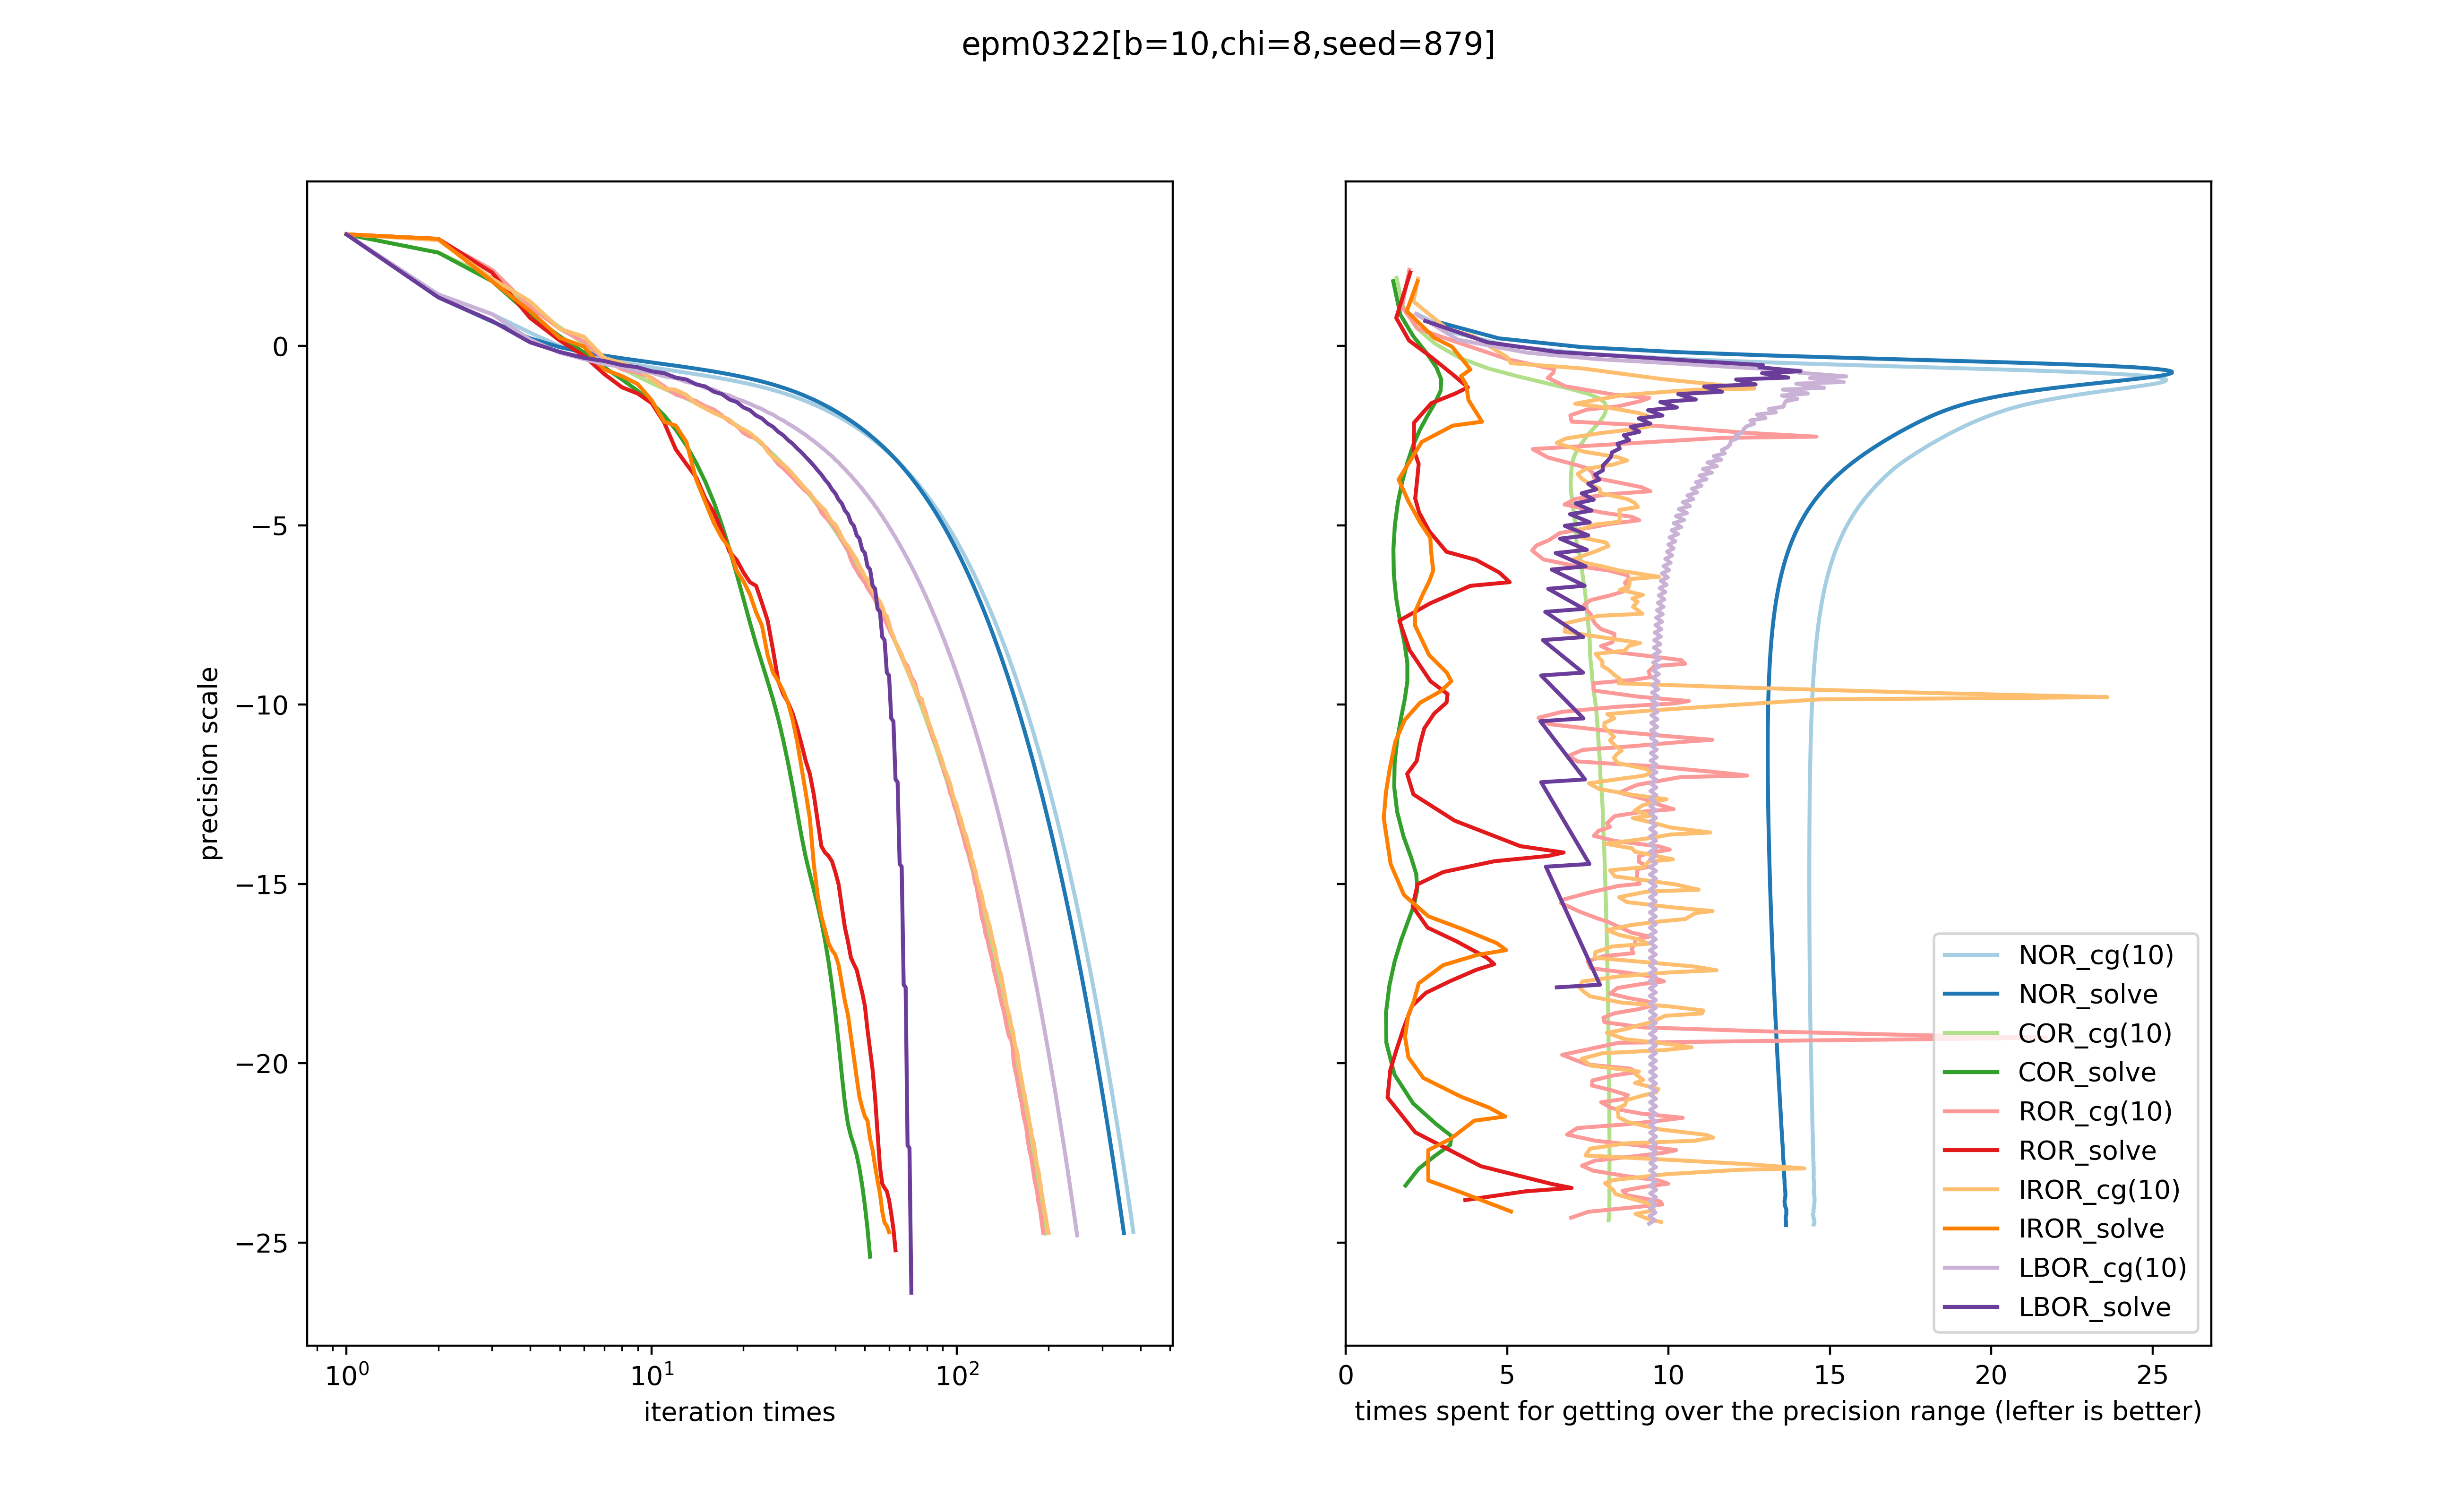 epm0322[b=10,chi=8,seed=879]
precision scale
0
−5
−10
−15
−20
−25
10⁰
10¹
10²
iteration times
0
5
10
15
20
25
times spent for getting over the precision range (lefter is better)
NOR_cg(10)
NOR_solve
COR_cg(10)
COR_solve
ROR_cg(10)
ROR_solve
IROR_cg(10)
IROR_solve
LBOR_cg(10)
LBOR_solve